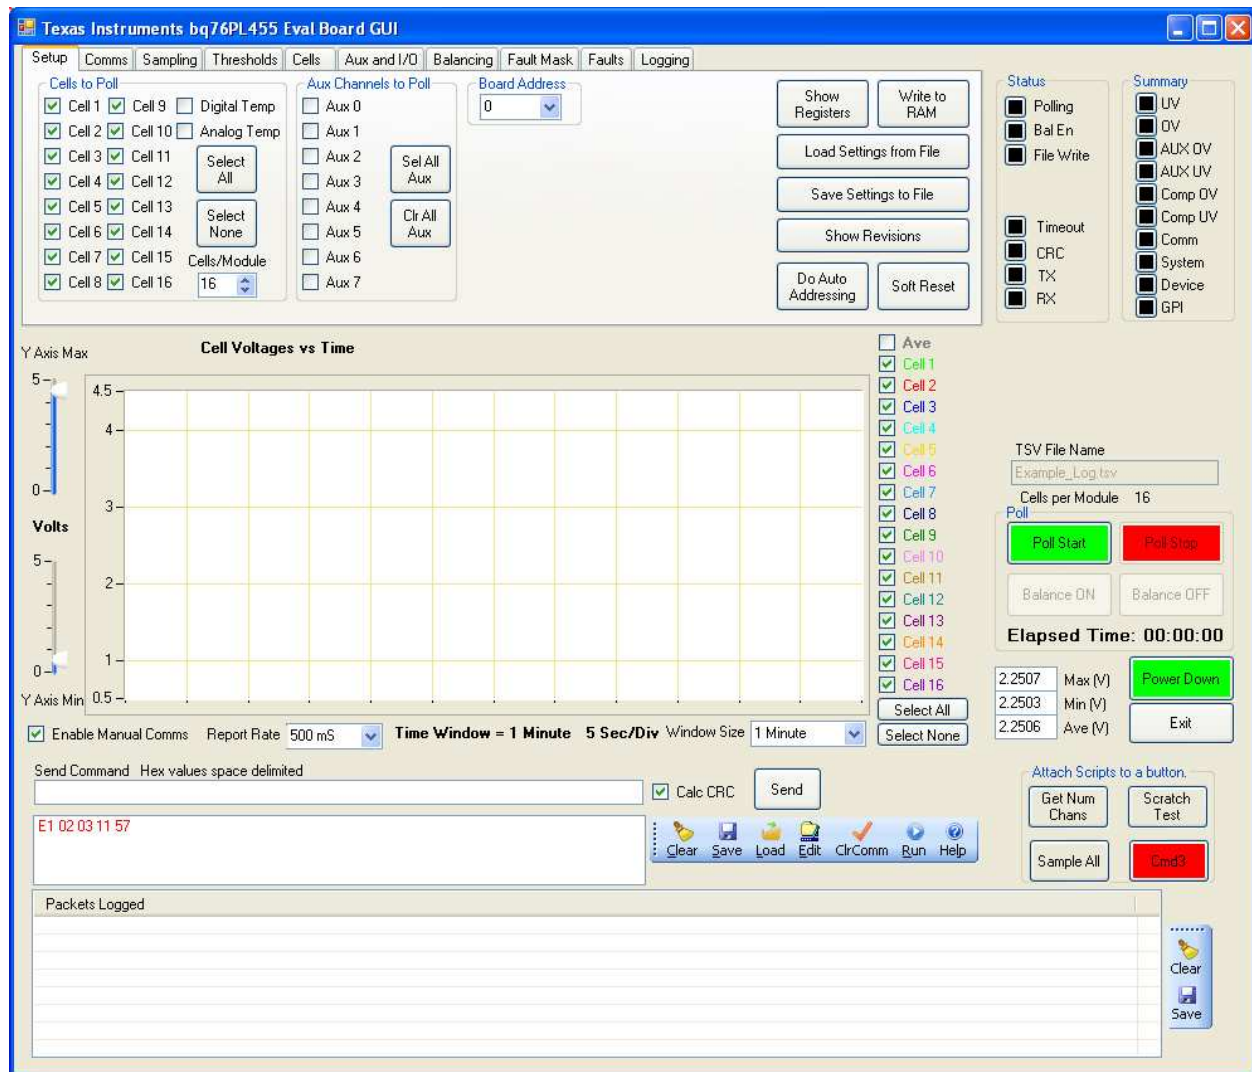 Texas Instruments bq76PL455 Eval Board GUI
Setup Comms Sampling Thresholds Cells Aux and I/O Balancing Fault Mask Faults Logging
Cells to Poll
Cell 1 Cell 9 Digital Temp
Cell 2 Cell 10 Analog Temp
Cell 3 Cell 11
Cell 4 Cell 12
Cell 5 Cell 13
Cell 6 Cell 14
Cell 7 Cell 15
Cell 8 Cell 16
Select
All
Select
None
Cells/Module
16
Aux Channels to Poll
Aux 0
Aux 1
Aux 2
Aux 3
Aux 4
Aux 5
Aux 6
Aux 7
Sel All
Aux
Clr All
Aux
Board Address
0
Show
Registers
Write to
RAM
Load Settings from File
Save Settings to File
Show Revisions
Do Auto
Addressing
Soft Reset
Status
Polling
Bal En
File Write
Timeout
CRC
TX
RX
Summary
UV
OV
AUX OV
AUX UV
Comp OV
Comp UV
Comm
System
Device
GPI
Y Axis Max
5
0
Volts
5
0
Y Axis Min
Cell Voltages vs Time
4.5
4
3
2
1
0.5
Ave
Cell 1
Cell 2
Cell 3
Cell 4
Cell 5
Cell 6
Cell 7
Cell 8
Cell 9
Cell 10
Cell 11
Cell 12
Cell 13
Cell 14
Cell 15
Cell 16
Select All
Select None
TSV File Name
Example_Log.tsv
Cells per Module 16
Poll
Poll Start Poll Stop
Balance ON Balance OFF
Elapsed Time: 00:00:00
2.2507 Max (V)
2.2503 Min (V)
2.2506 Ave (V)
Power Down
Exit
Enable Manual Comms Report Rate 500 mS Time Window = 1 Minute 5 Sec/Div Window Size 1 Minute
Send Command Hex values space delimited
Calc CRC Send
E1 02 03 11 57
Clear Save Load Edit ClrComm Run Help
Attach Scripts to a button.
Get Num
Chans
Scratch
Test
Sample All
Cmd3
Packets Logged
Clear
Save